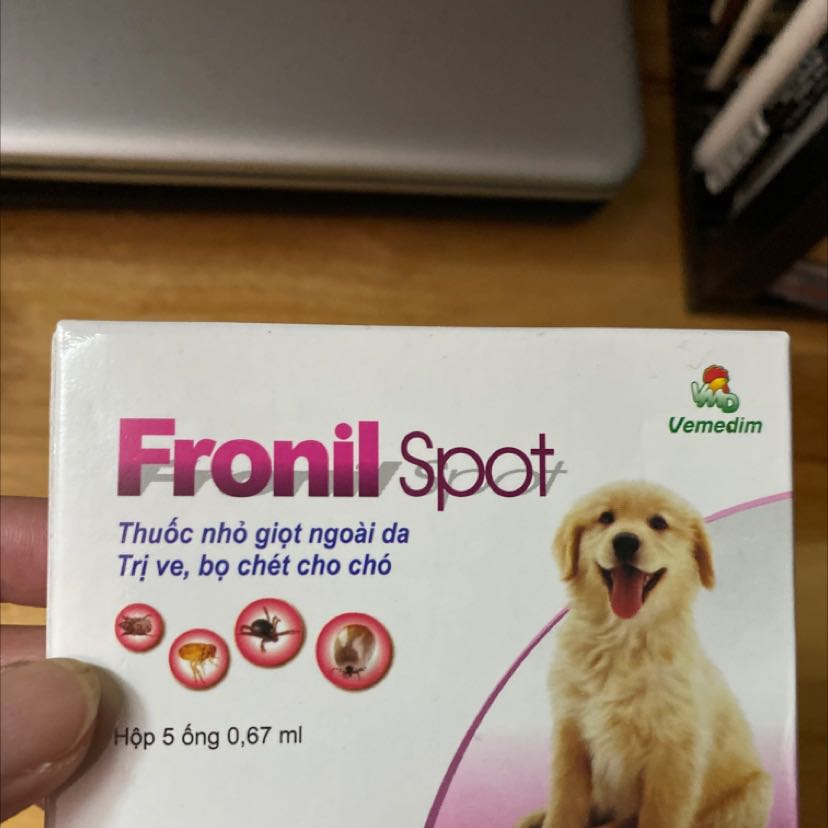 VMD
Vemedim
Fronil Spot
Thuốc nhỏ giọt ngoài da
Trị ve, bọ chét cho chó
Hộp 5 ống 0,67 ml